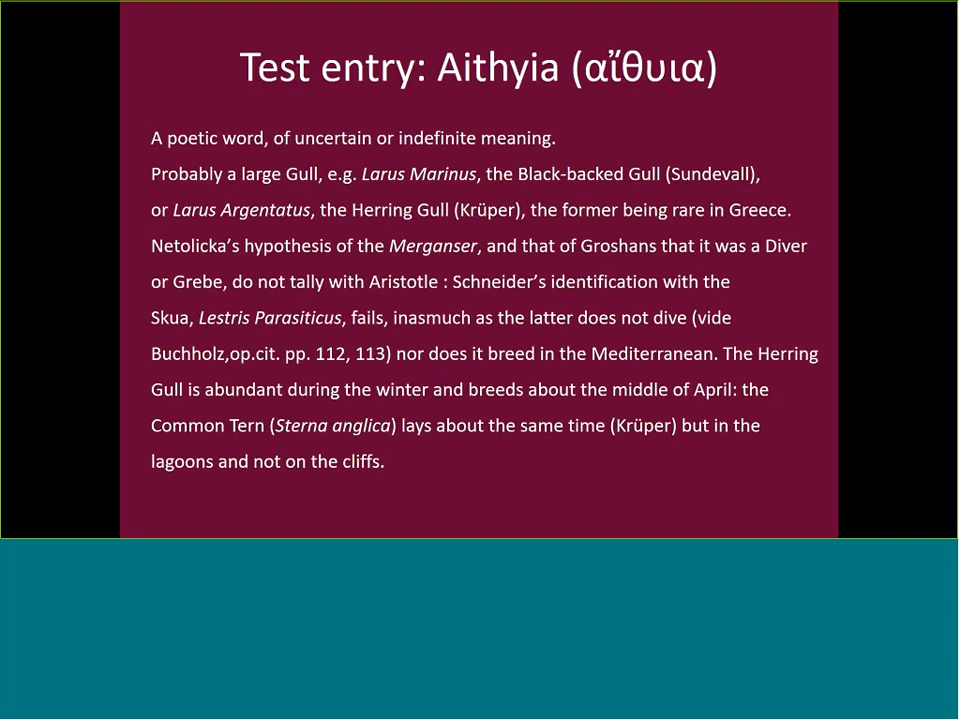 Test entry: Aithyia (αἴθυια)
A poetic word, of uncertain or indefinite meaning.
Probably a large Gull, e.g. Larus Marinus, the Black-backed Gull (Sundevall),
or Larus Argentatus, the Herring Gull (Krüper), the former being rare in Greece.
Netolicka’s hypothesis of the Merganser, and that of Groshans that it was a Diver
or Grebe, do not tally with Aristotle : Schneider’s identification with the
Skua, Lestris Parasiticus, fails, inasmuch as the latter does not dive (vide
Buchholz,op.cit. pp. 112, 113) nor does it breed in the Mediterranean. The Herring
Gull is abundant during the winter and breeds about the middle of April: the
Common Tern (Sterna anglica) lays about the same time (Krüper) but in the
lagoons and not on the cliffs.